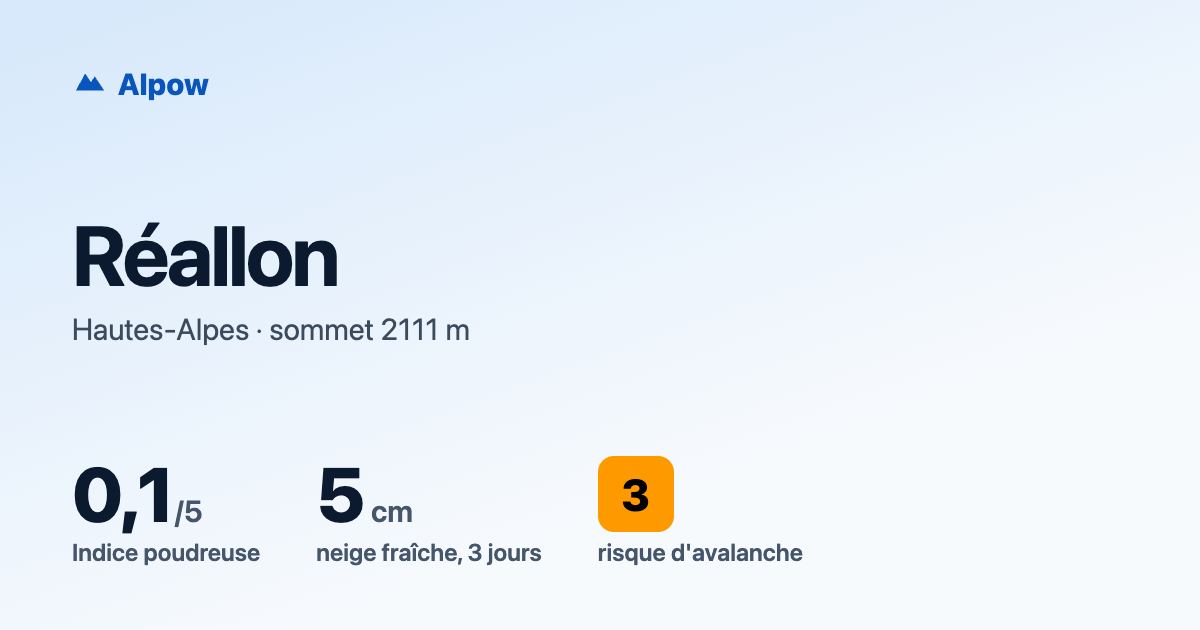 Alpow
Réallon
Hautes-Alpes · sommet 2111 m
0,1/5
Indice poudreuse
5 cm
neige fraîche, 3 jours
3
risque d'avalanche